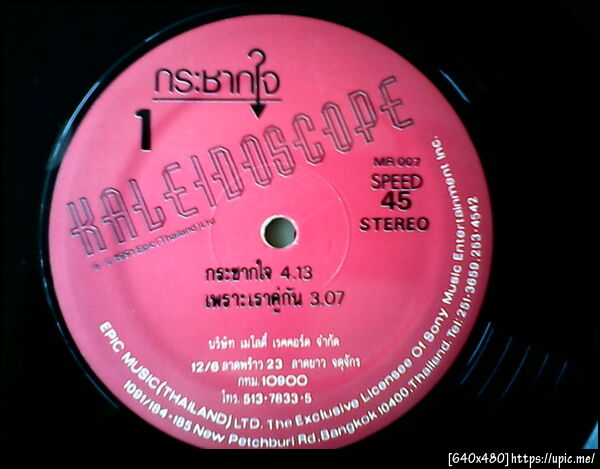 กระชากใจ
1
KALEIDOSCOPE
MR 007
SPEED
45
STEREO
1991 Epic (Thailand) Ltd
กระชากใจ 4.13
เพราะเราคู่กัน 3.07
บริษัท เมโลดี้ เรคคอร์ด จำกัด
12/6 ลาดพร้าว 23 ลาดยาว จตุจักร
กทม. 10900
โทร. 513-7833-5
EPIC MUSIC (THAILAND) LTD. The Exclusive Licensee Of Sony Music Entertainment Inc.
1091/184-185 New Petchburi Rd. Bangkok 10400. Thailand. Tel: 251-3659, 253-4542
[640x480]https://upic.me/